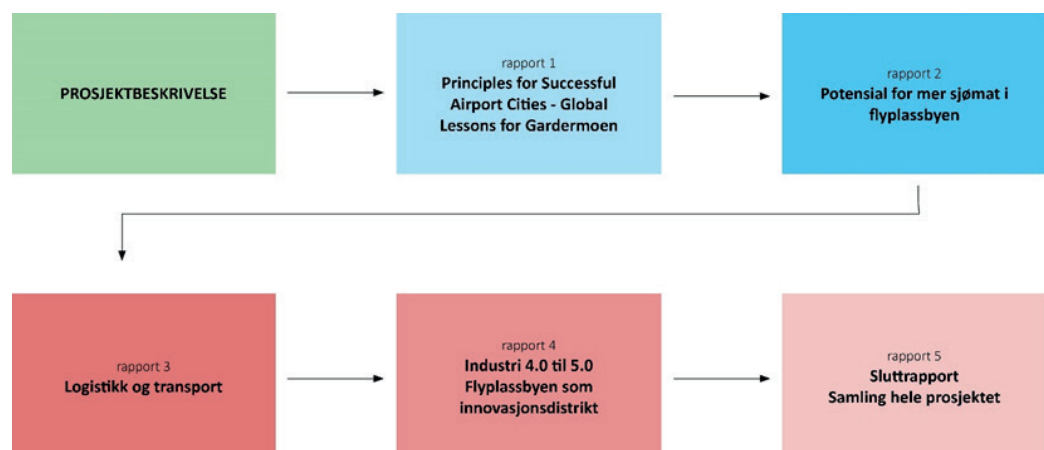 PROSJEKTBESKRIVELSE
rapport 1
Principles for Successful
Airport Cities - Global
Lessons for Gardermoen
rapport 2
Potensial for mer sjømat i
flyplassbyen
rapport 3
Logistikk og transport
rapport 4
Industri 4.0 til 5.0
Flyplassbyen som
innovasjonsdistrikt
rapport 5
Sluttrapport
Samling hele prosjektet